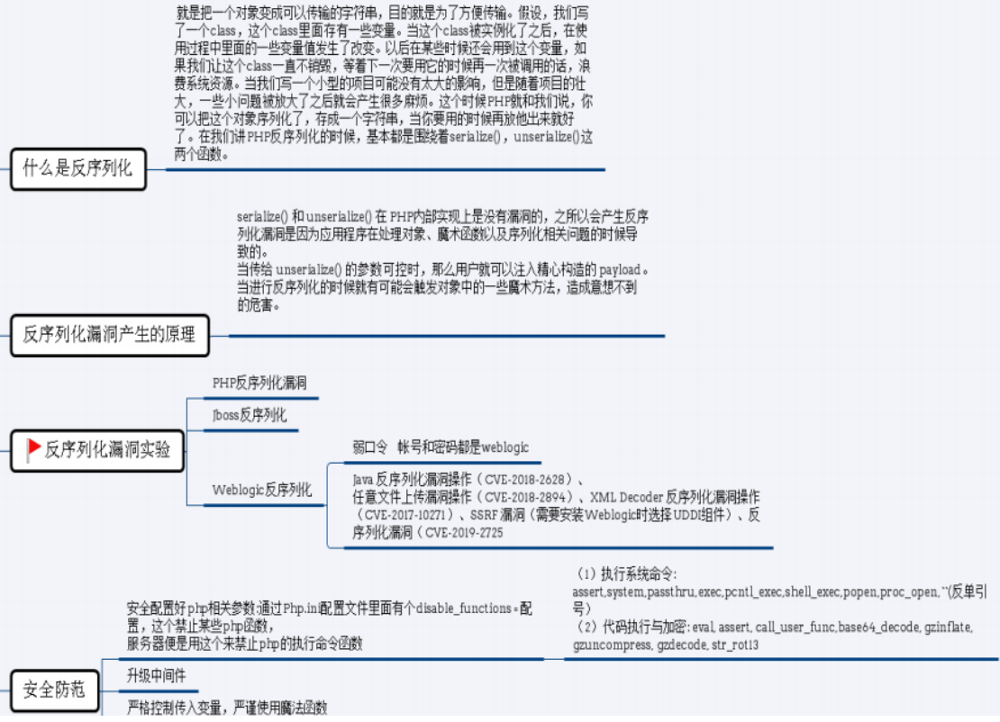 就是把一个对象变成可以传输的字符串，目的就是为了方便传输。假设，我们写
了一个class，这个class里面存有一些变量。当这个class被实例化了之后，在使
用过程中里面的一些变量值发生了改变。以后在某些时候还会用到这个变量，如
果我们让这个class一直不销毁，等着下一次要用它的时候再一次被调用的话，浪
费系统资源。当我们写一个小型的项目可能没有太大的影响，但是随着项目的壮
大，一些小问题被放大了之后就会产生很多麻烦。这个时候PHP就和我们说，你
可以把这个对象序列化了，存成一个字符串，当你要用的时候再放他出来就好
了。在我们讲PHP反序列化的时候，基本都是围绕着serialize()，unserialize()这
两个函数。
什么是反序列化
serialize() 和 unserialize() 在 PHP内部实现上是没有漏洞的，之所以会产生反序
列化漏洞是因为应用程序在处理对象、魔术函数以及序列化相关问题的时候导
致的。
当传给 unserialize() 的参数可控时，那么用户就可以注入精心构造的 payload。
当进行反序列化的时候就有可能会触发对象中的一些魔术方法，造成意想不到
的危害。
反序列化漏洞产生的原理
PHP反序列化漏洞
Jboss反序列化
反序列化漏洞实验
Weblogic反序列化
弱口令 帐号和密码都是weblogic
Java 反序列化漏洞操作（CVE-2018-2628）、
任意文件上传漏洞操作（CVE-2018-2894）、XML Decoder 反序列化漏洞操作
（CVE-2017-10271）、SSRF 漏洞（需要安装Weblogic时选择 UDDI组件）、反
序列化漏洞（CVE-2019-2725
安全配置好php相关参数:通过Php.ini配置文件里面有个disable_functions = 配
置，这个禁止某些php函数，
服务器便是用这个来禁止php的执行命令函数
（1）执行系统命令:
assert,system,passthru,exec,pcntl_exec,shell_exec,popen,proc_open,``(反单引
号）
（2）代码执行与加密: eval, assert, call_user_func,base64_decode, gzinflate,
gzuncompress, gzdecode, str_rot13
安全防范
升级中间件
严格控制传入变量，严谨使用魔法函数